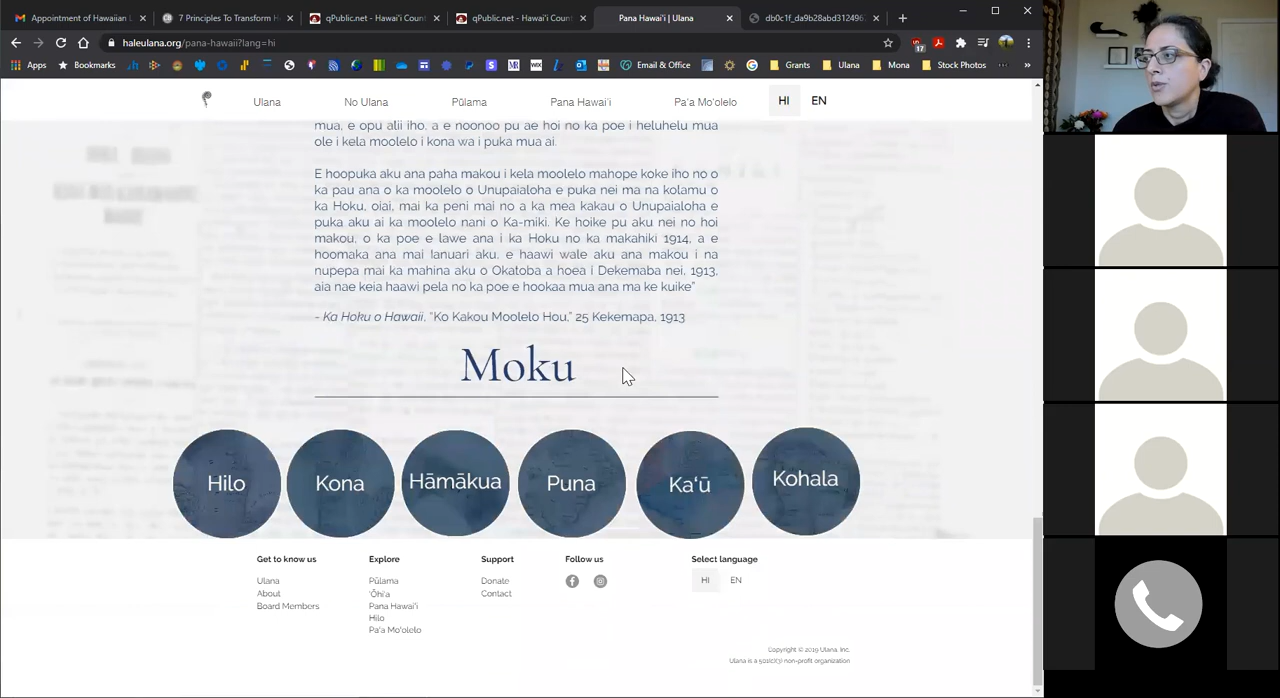 Appointment of Hawaiian L
7 Principles To Transform H
qPublic.net - Hawai'i Count
qPublic.net - Hawai'i Count
Pana Hawai'i | Ulana
db0c1f_da9b28abd312496
haleulana.org/pana-hawaii?lang=hi
Apps
Bookmarks
Email & Office
Grants
Ulana
Mona
Stock Photos
Ulana
No Ulana
Pūlama
Pana Hawai'i
Pa'a Mo'olelo
HI
EN
mua, e opu alii iho, a e noonoo pu ae hoi no ka poe i heluhelu mua
ole i kela moolelo i kona wa i puka mua ai.
E hoopuka aku ana paha makou i kela moolelo mahope koke iho no o
ka pau ana o ka moolelo o Unupaialoha e puka nei ma na kolamu o
ka Hoku, oiai, mai ka peni mai no a ka mea kakau o Unupaialoha e
puka aku ai ka moolelo nani o Ka-miki. Ke hoike pu aku nei no hoi
makou, o ka poe e lawe ana i ka Hoku no ka makahiki 1914, a e
hoomaka ana mai Ianuari aku, e haawi wale aku ana makou i na
nupepa mai ka mahina aku o Okatoba a hoea i Dekemaba nei, 1913,
aia nae keia haawi pela no ka poe e hookaa mua ana ma ke kuike"
- Ka Hoku o Hawaii, "Ko Kakou Moolelo Hou," 25 Kekemapa, 1913
Moku
Hilo
Kona
Hāmākua
Puna
Kaʻū
Kohala
Get to know us
Ulana
About
Board Members
Explore
Pūlama
ʻŌhiʻa
Pana Hawai'i
Hilo
Pa'a Mo'olelo
Support
Donate
Contact
Follow us
Select language
HI
EN
Copyright © 2019 Ulana, Inc.
Ulana is a 501(c)(3) non-profit organization